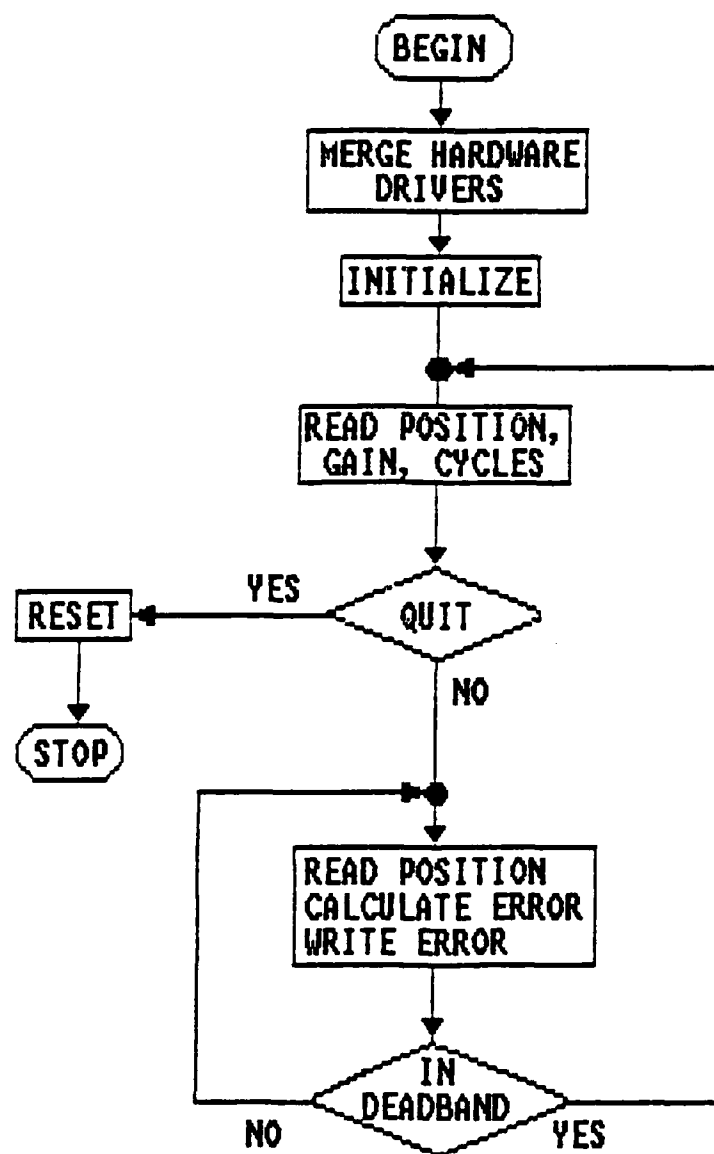 BEGIN
MERGE HARDWARE
DRIVERS
INITIALIZE
READ POSITION,
GAIN, CYCLES
YES
RESET
QUIT
NO
STOP
READ POSITION
CALCULATE ERROR
WRITE ERROR
IN
DEADBAND
NO
YES